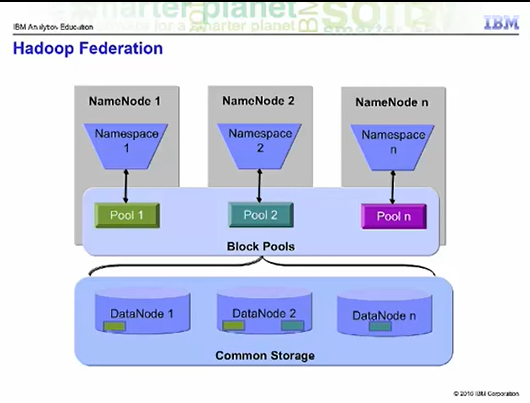 IBM Analytics Education
IBM
Hadoop Federation
NameNode 1
NameNode 2
NameNode n
Namespace
1
Namespace
2
Namespace
n
Pool 1
Pool 2
Pool n
Block Pools
DataNode 1
DataNode 2
DataNode n
Common Storage
© 2016 IBM Corporation